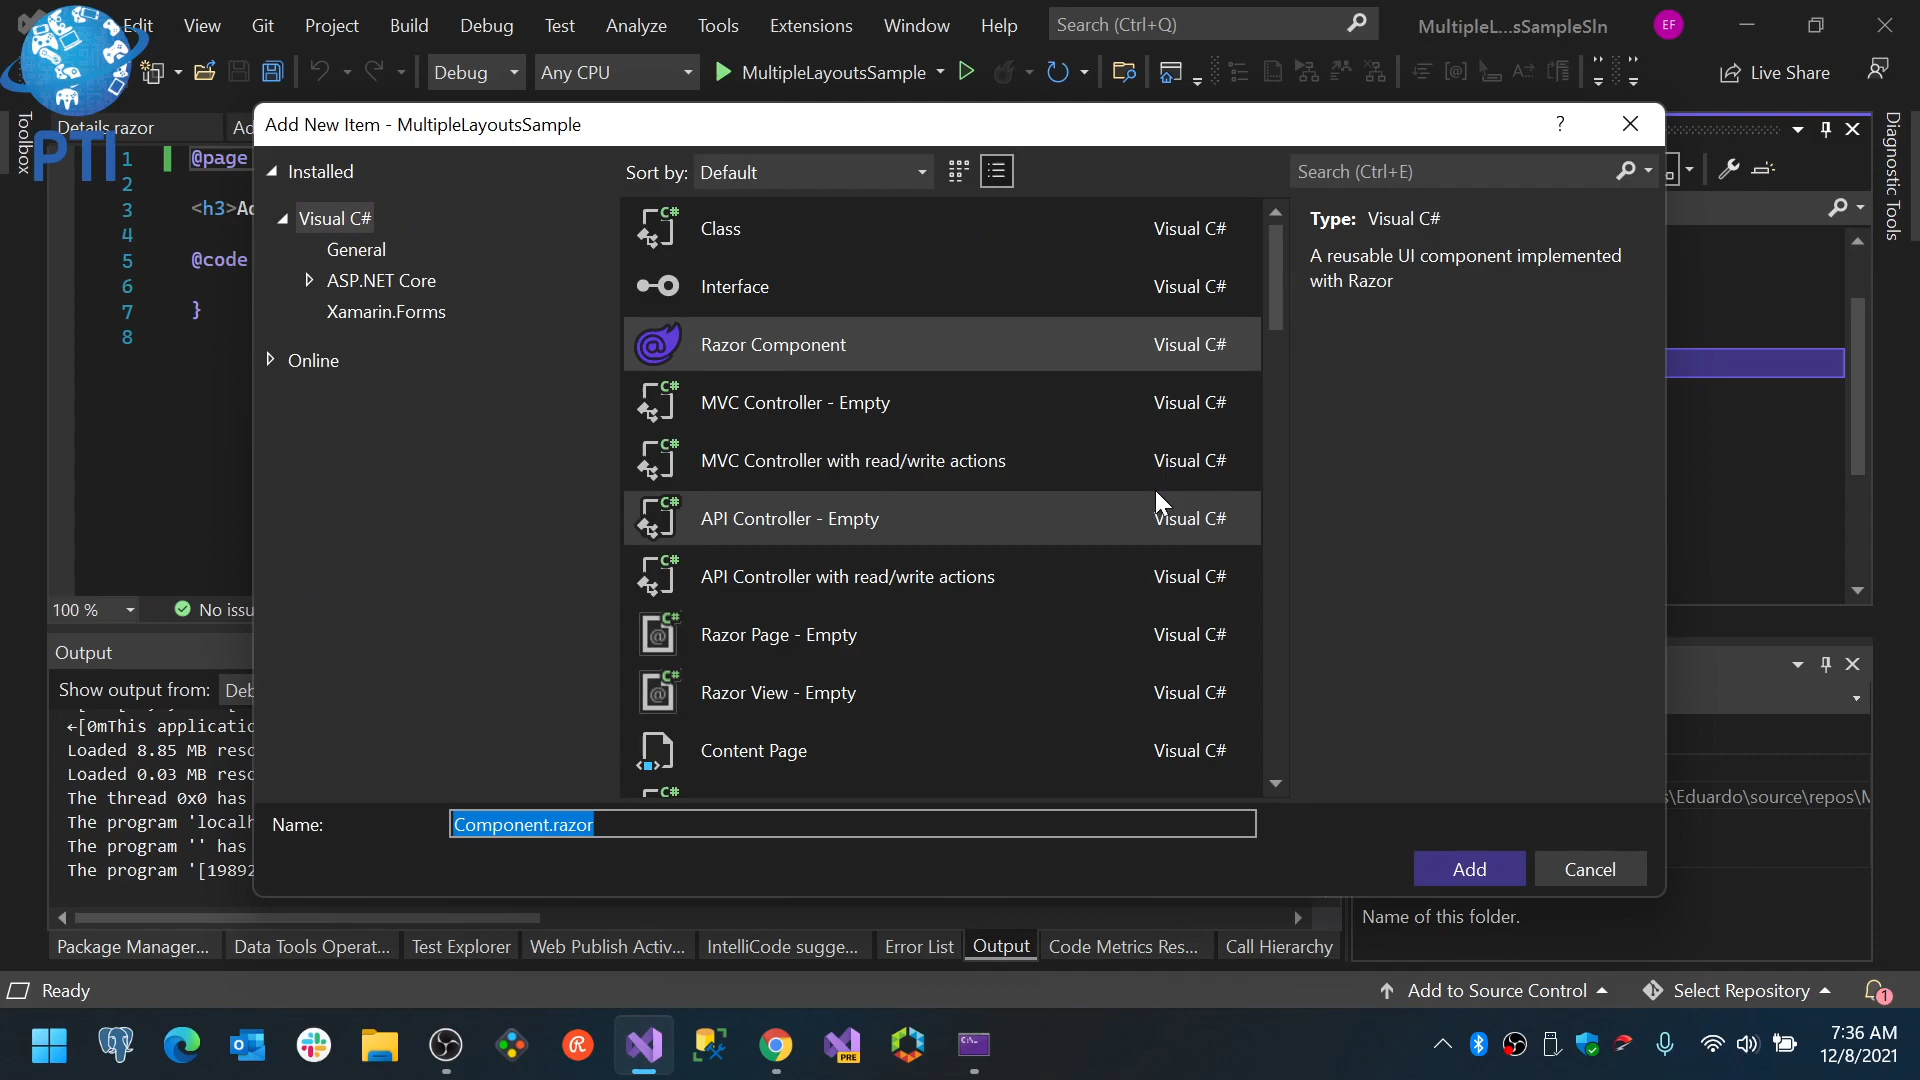 Edit View Git Project Build Debug Test Analyze Tools Extensions Window Help Search (Ctrl+Q) MultipleL...sSampleSln EF
Debug Any CPU MultipleLayoutsSample Live Share
PTI
Toolbox
Details.razor
Diagnostic Tools
1 @page
2
3 <h3>Ad
4
5 @code
6
7 }
8
100 % No issu
Add New Item - MultipleLayoutsSample ?
Installed
Visual C#
General
ASP.NET Core
Xamarin.Forms
Online
Sort by: Default
Search (Ctrl+E)
Class Visual C#
Interface Visual C#
Razor Component Visual C#
MVC Controller - Empty Visual C#
MVC Controller with read/write actions Visual C#
API Controller - Empty Visual C#
API Controller with read/write actions Visual C#
Razor Page - Empty Visual C#
Razor View - Empty Visual C#
Content Page Visual C#
Type: Visual C#
A reusable UI component implemented
with Razor
Name: Component.razor
Add Cancel
Output
Show output from: Deb
←[0mThis applicatio
Loaded 8.85 MB reso
Loaded 0.03 MB reso
The thread 0x0 has
The program 'localh
The program '' has
The program '[19892
s\Eduardo\source\repos\M
Name of this folder.
Package Manager... Data Tools Operat... Test Explorer Web Publish Activ... IntelliCode sugge... Error List Output Code Metrics Res... Call Hierarchy
Ready Add to Source Control Select Repository 1
PRE
7:36 AM
12/8/2021